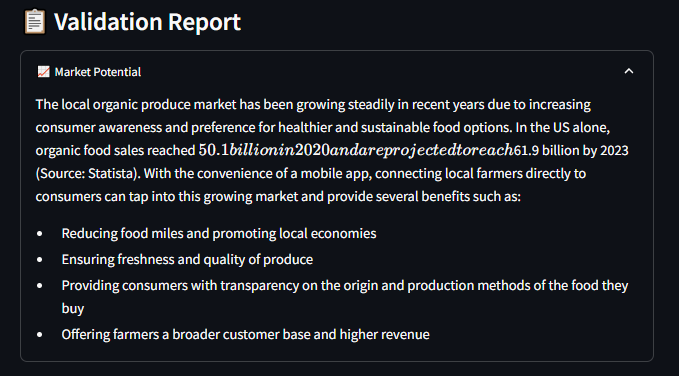 📋 Validation Report
📈 Market Potential
The local organic produce market has been growing steadily in recent years due to increasing
consumer awareness and preference for healthier and sustainable food options. In the US alone,
organic food sales reached 50.1billionin2020andareprojectedtoreach61.9 billion by 2023
(Source: Statista). With the convenience of a mobile app, connecting local farmers directly to
consumers can tap into this growing market and provide several benefits such as:
• Reducing food miles and promoting local economies
• Ensuring freshness and quality of produce
• Providing consumers with transparency on the origin and production methods of the food they
buy
• Offering farmers a broader customer base and higher revenue